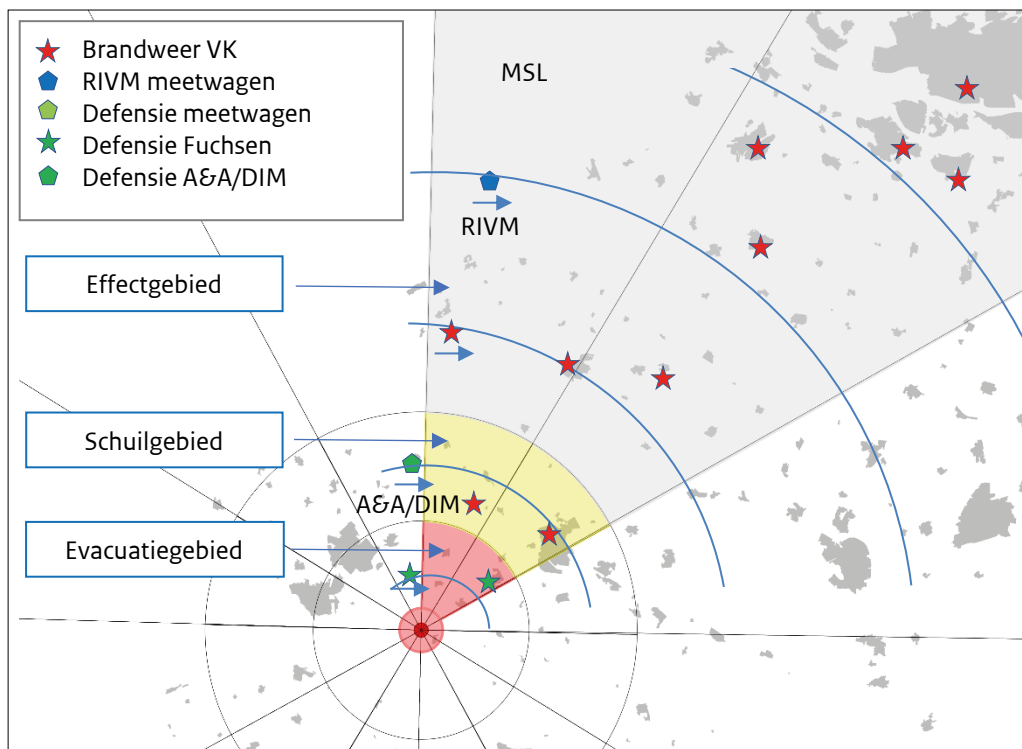 Brandweer VK
RIVM meetwagen
Defensie meetwagen
Defensie Fuchsen
Defensie A&A/DIM
MSL
RIVM
Effectgebied
Schuilgebied
A&A/DIM
Evacuatiegebied